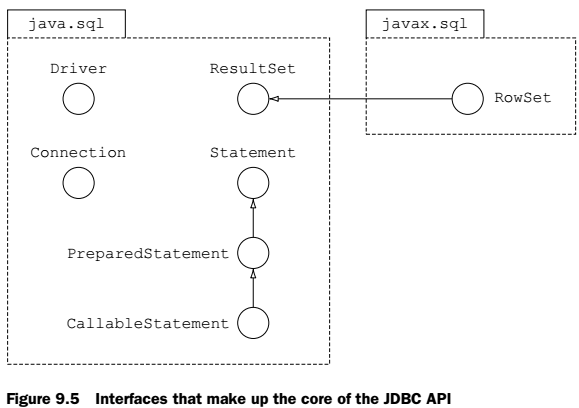 java.sql
javax.sql
Driver
ResultSet
RowSet
Connection
Statement
PreparedStatement
CallableStatement
Figure 9.5 Interfaces that make up the core of the JDBC API